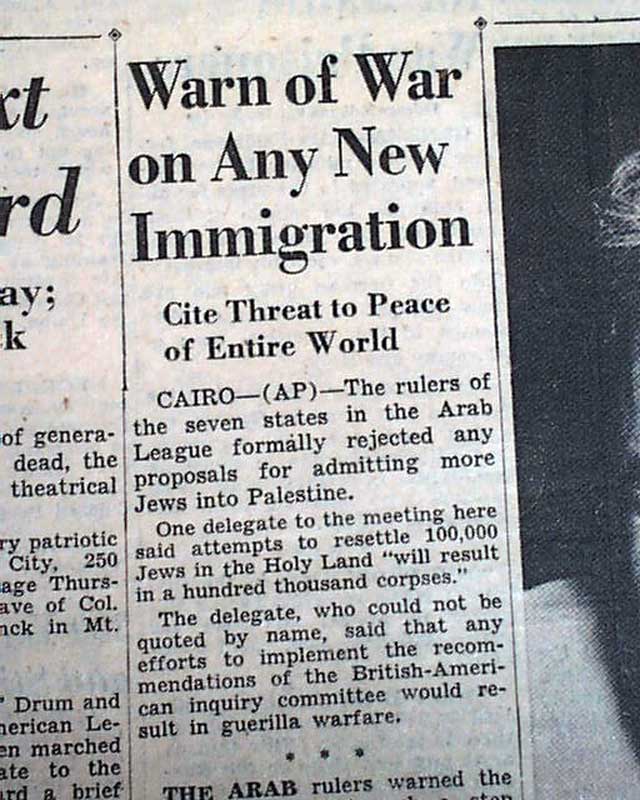 xt
rd
ay;
k
of genera-
dead, the
theatrical
ry patriotic
City, 250
age Thurs-
ave of Col.
nck in Mt.
Drum and
merican Le-
en marched
ate to the
rd a brief
Warn of War
on Any New
Immigration
Cite Threat to Peace
of Entire World
CAIRO—(AP)—The rulers of
the seven states in the Arab
League formally rejected any
proposals for admitting more
Jews into Palestine.
One delegate to the meeting here
said attempts to resettle 100,000
Jews in the Holy Land "will result
in a hundred thousand corpses."
The delegate, who could not be
quoted by name, said that any
efforts to implement the recom-
mendations of the British-Ameri-
can inquiry committee would re-
sult in guerilla warfare.
* * *
THE ARAB rulers warned the